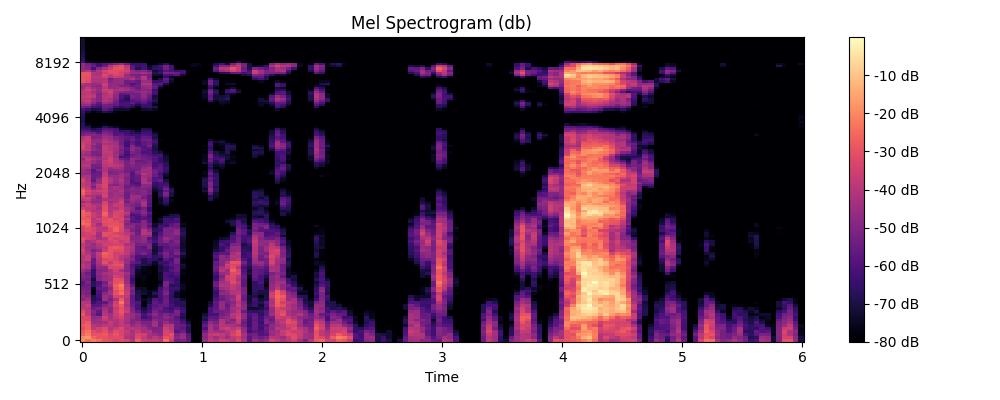 Mel Spectrogram (db)
8192
4096
2048
1024
512
0
Hz
0 1 2 3 4 5 6
Time
-10 dB
-20 dB
-30 dB
-40 dB
-50 dB
-60 dB
-70 dB
-80 dB